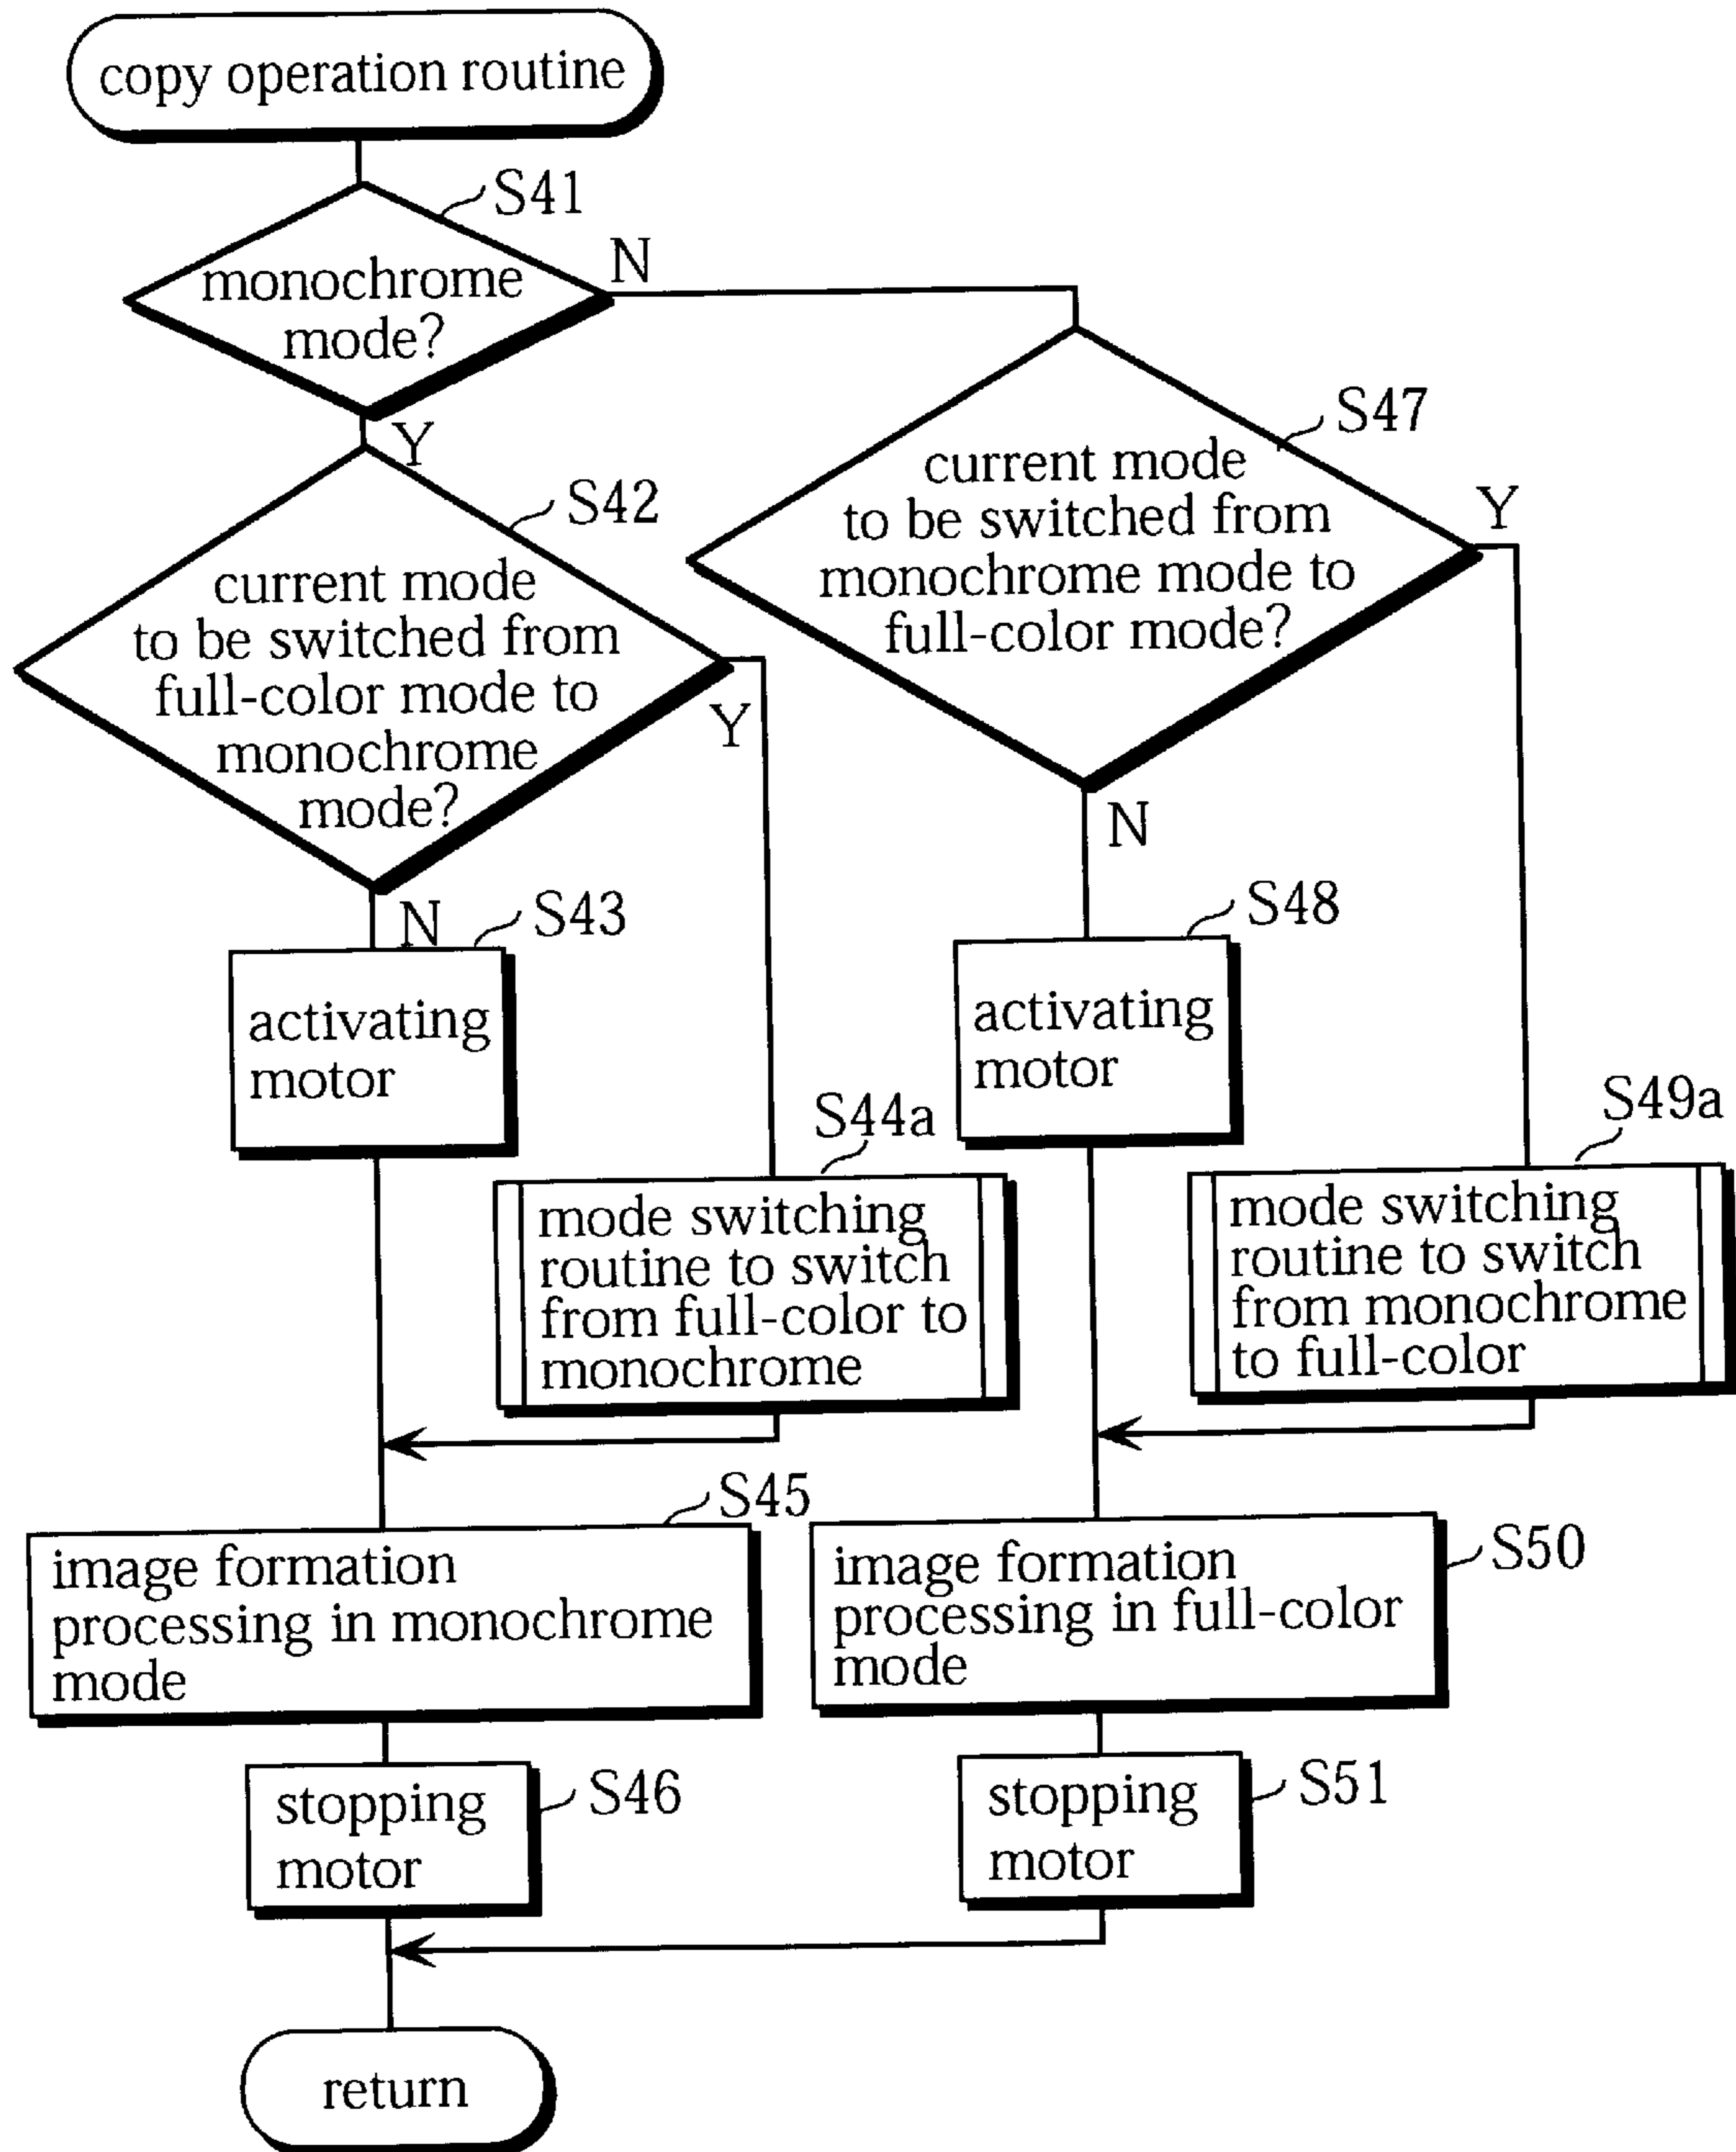 copy operation routine
S41
monochrome
mode?
N
Y
S42
current mode
to be switched from
full-color mode to
monochrome
mode?
Y
N
S43
activating
motor
S44a
mode switching
routine to switch
from full-color to
monochrome
S45
image formation
processing in monochrome
mode
S46
stopping
motor
S47
current mode
to be switched from
monochrome mode to
full-color mode?
Y
N
S48
activating
motor
S49a
mode switching
routine to switch
from monochrome
to full-color
S50
image formation
processing in full-color
mode
S51
stopping
motor
return